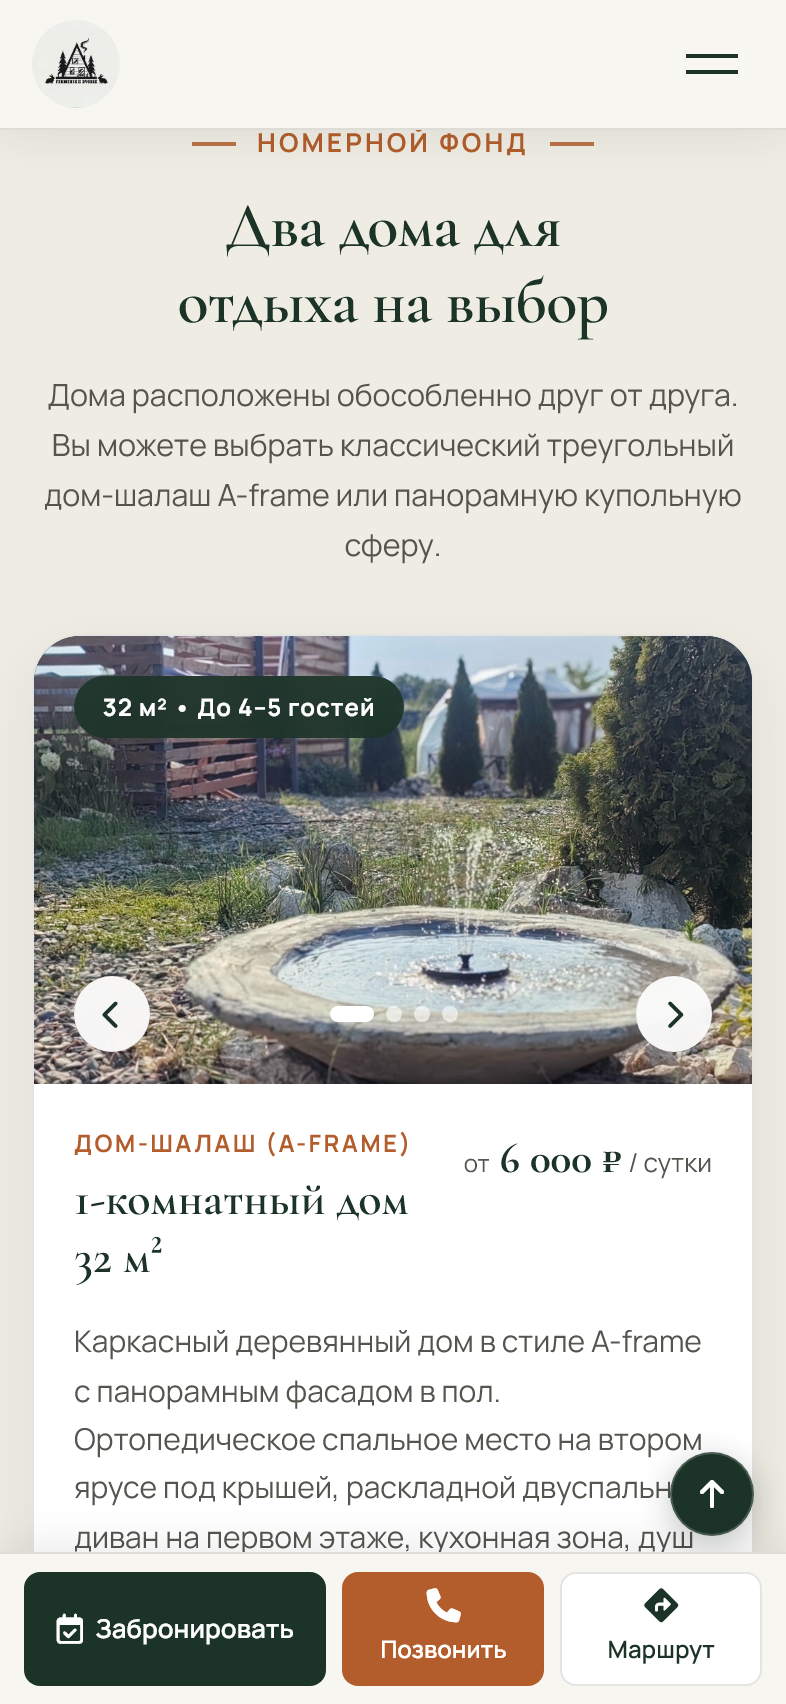 НОМЕРНОЙ ФОНД
Два дома для
отдыха на выбор
Дома расположены обособленно друг от друга.
Вы можете выбрать классический треугольный
дом-шалаш A-frame или панорамную купольную
сферу.
32 м² • До 4–5 гостей
ДОМ-ШАЛАШ (A-FRAME)
от 6 000 ₽ / сутки
1-комнатный дом
32 м²
Каркасный деревянный дом в стиле A-frame
с панорамным фасадом в пол.
Ортопедическое спальное место на втором
ярусе под крышей, раскладной двуспальн
диван на первом этаже, кухонная зона, душ
Забронировать
Позвонить
Маршрут